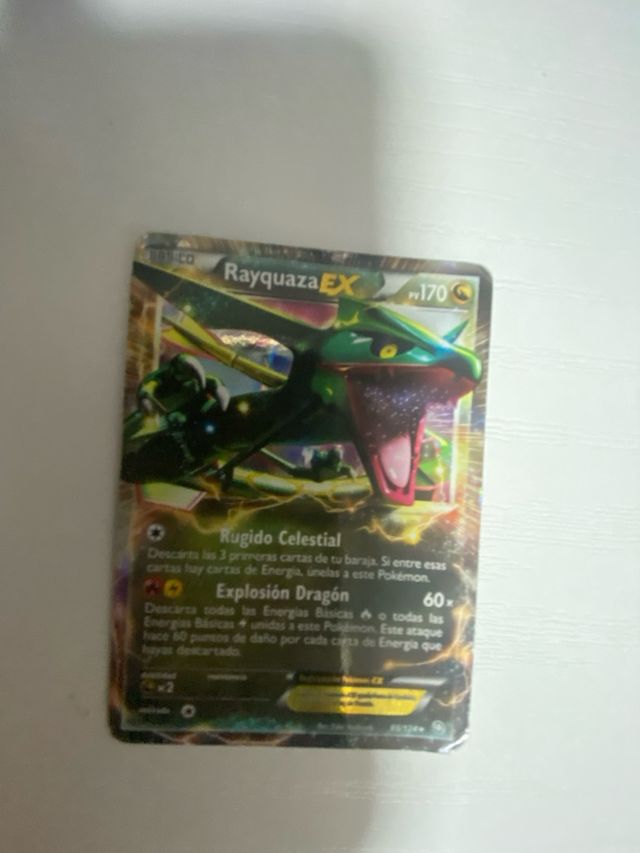 Rayquaza EX
PV170
Rugido Celestial
Descarta las 3 primeras cartas de tu baraja. Si entre esas
cartas hay cartas de Energía, únelas a este Pokémon.
Explosión Dragón 60×
Descarta todas las Energías Básicas o todas las
Energías Básicas unidas a este Pokémon. Este ataque
hace 60 puntos de daño por cada carta de Energía que
hayas descartado.
×2